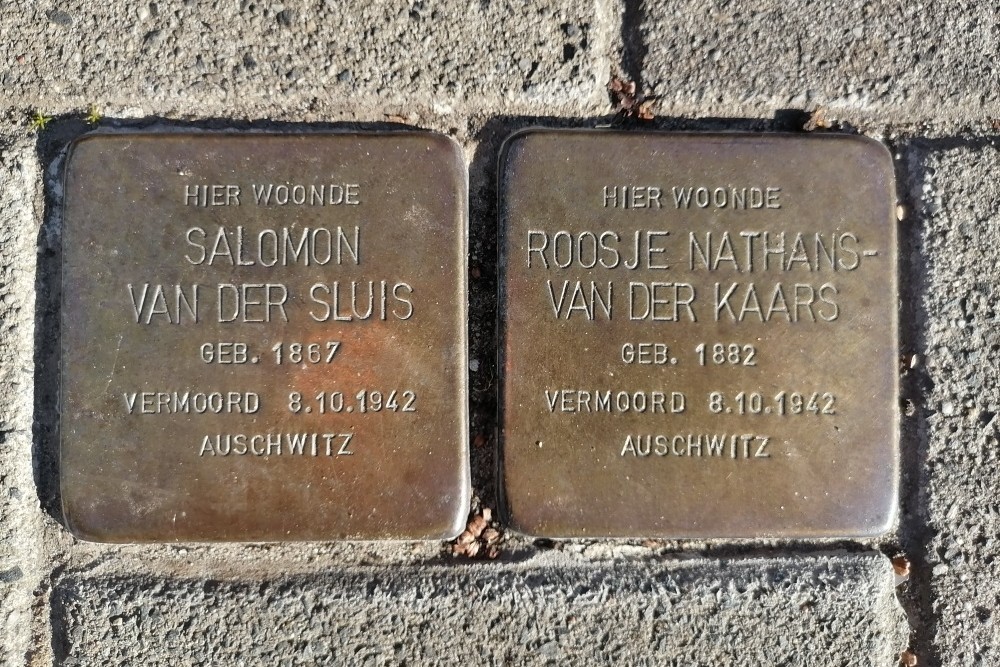 HIER WOONDE
SALOMON
VAN DER SLUIS
GEB. 1867
VERMOORD 8.10.1942
AUSCHWITZ
HIER WOONDE
ROOSJE NATHANS-
VAN DER KAARS
GEB. 1882
VERMOORD 8.10.1942
AUSCHWITZ